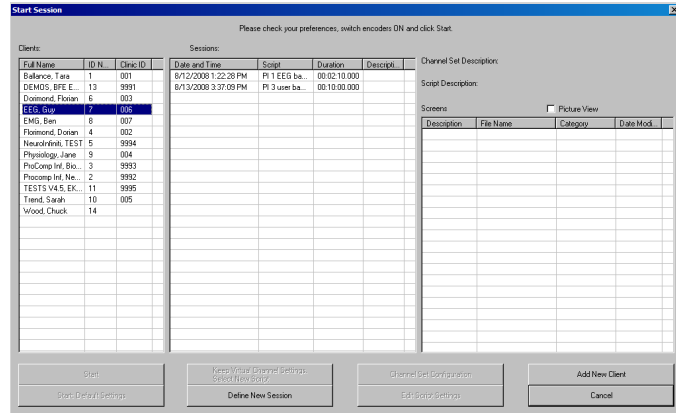 Start Session
Please check your preferences, switch encoders ON and click Start.
Clients:
Sessions:
Full Name ID N... Clinic ID
Ballance, Tara 1 001
DEMOS, BFE E... 13 9991
Dorimond, Florian 6 003
EEG, Guy 7 006
EMG, Ben 8 007
Florimond, Dorian 4 002
NeuroInfiniti, TEST 5 9994
Physiology, Jane 9 004
ProComp Inf, Bio... 3 9993
Procomp Inf, Ne... 2 9992
TESTS V4.5, EK... 11 9995
Trend, Sarah 10 005
Wood, Chuck 14
Date and Time Script Duration Descripti...
8/12/2008 1:22:28 PM PI 1 EEG ba... 00:02:10.000
8/13/2008 3:37:09 PM PI 3 user ba... 00:10:00.000
Channel Set Description:
Script Description:
Screens
Picture View
Description File Name Category Date Modi...
Start
Keep Virtual Channel Settings
Select New Script
Channel Set Configuration
Add New Client
Start: Default Settings
Define New Session
Edit Script Settings
Cancel